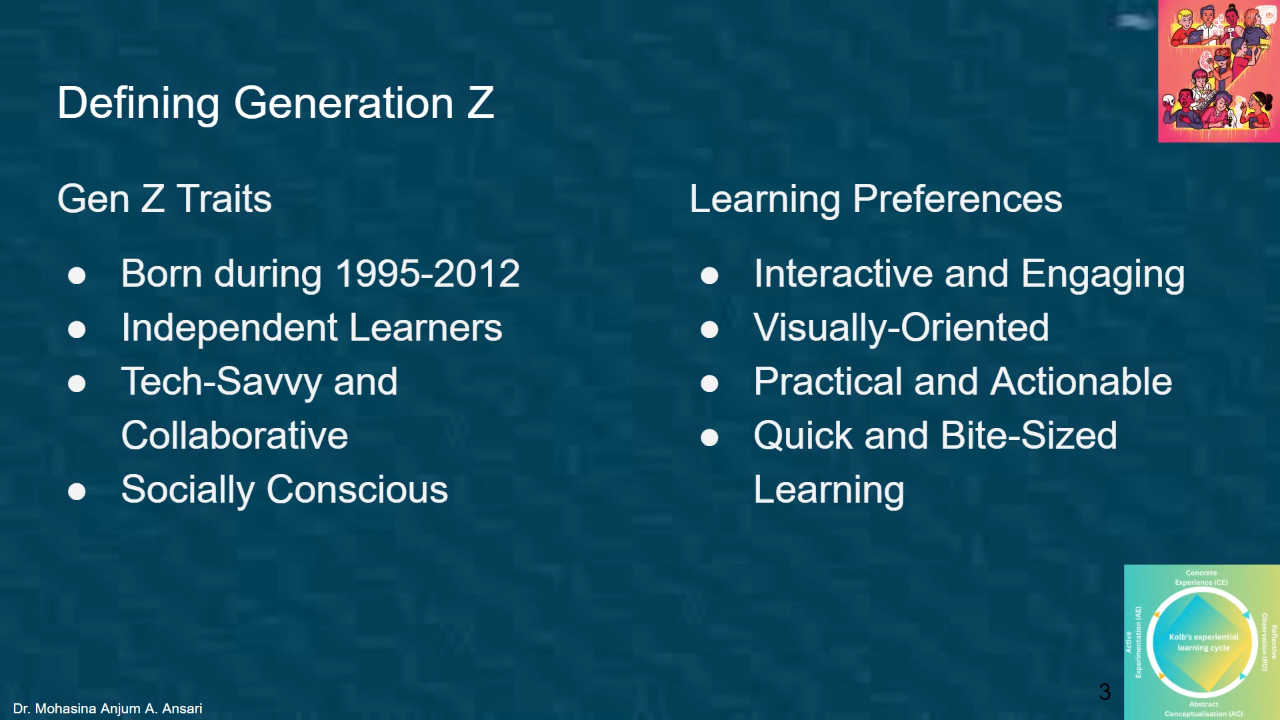 Defining Generation Z
Gen Z Traits
● Born during 1995-2012
● Independent Learners
● Tech-Savvy and
Collaborative
● Socially Conscious
Learning Preferences
● Interactive and Engaging
● Visually-Oriented
● Practical and Actionable
● Quick and Bite-Sized
Learning
Concrete
Experience (CE)
Active
Experimentation (AE)
Kolb's experiential
learning cycle
Reflective
Observation (RO)
Abstract
Conceptualisation (AC)
3
Dr. Mohasina Anjum A. Ansari